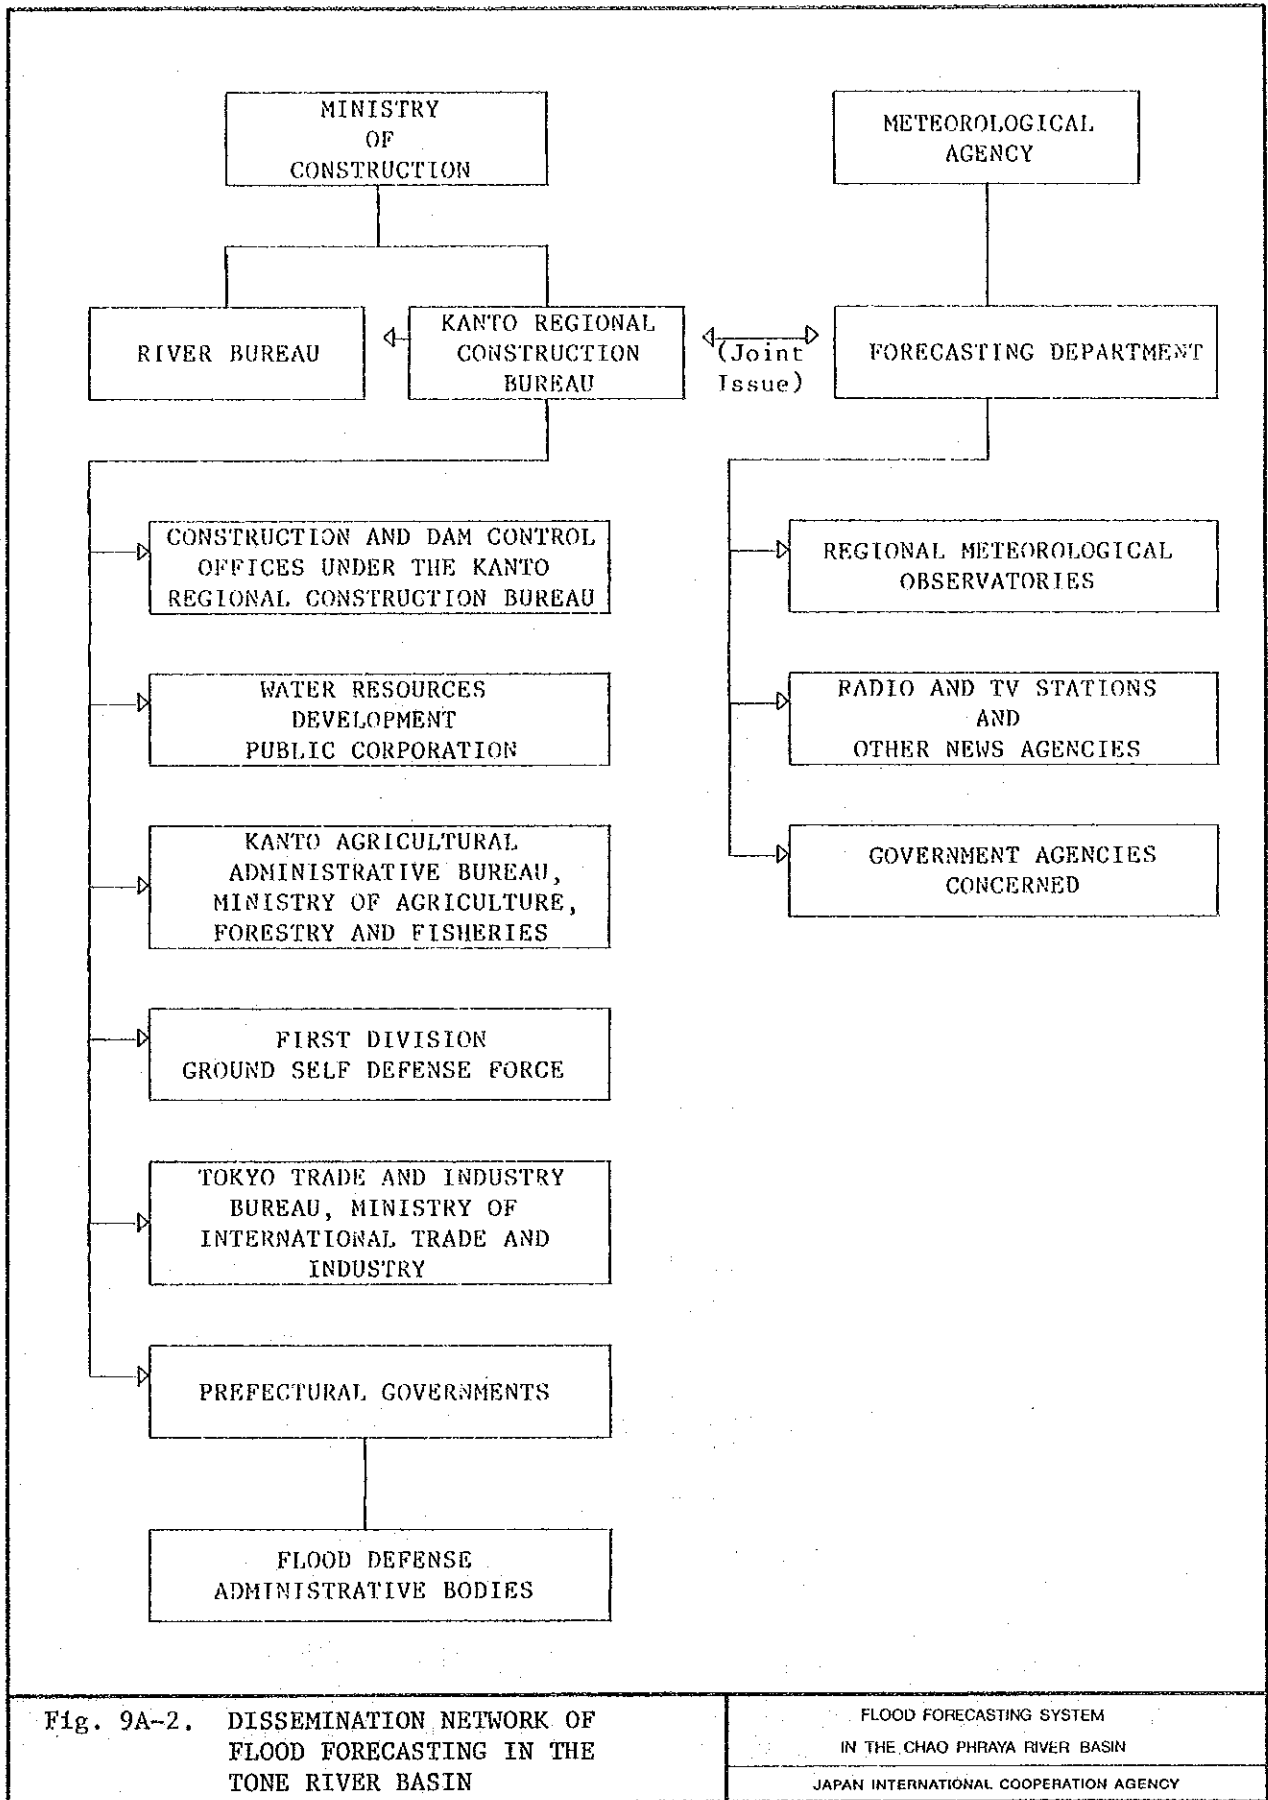 MINISTRY
OF
CONSTRUCTION
METEOROLOGICAL
AGENCY
RIVER BUREAU
KANTO REGIONAL
CONSTRUCTION
BUREAU
(Joint
Issue)
FORECASTING DEPARTMENT
CONSTRUCTION AND DAM CONTROL
OFFICES UNDER THE KANTO
REGIONAL CONSTRUCTION BUREAU
WATER RESOURCES
DEVELOPMENT
PUBLIC CORPORATION
KANTO AGRICULTURAL
ADMINISTRATIVE BUREAU,
MINISTRY OF AGRICULTURE,
FORESTRY AND FISHERIES
FIRST DIVISION
GROUND SELF DEFENSE FORCE
TOKYO TRADE AND INDUSTRY
BUREAU, MINISTRY OF
INTERNATIONAL TRADE AND
INDUSTRY
PREFECTURAL GOVERNMENTS
FLOOD DEFENSE
ADMINISTRATIVE BODIES
REGIONAL METEOROLOGICAL
OBSERVATORIES
RADIO AND TV STATIONS
AND
OTHER NEWS AGENCIES
GOVERNMENT AGENCIES
CONCERNED
Fig. 9A-2. DISSEMINATION NETWORK OF
FLOOD FORECASTING IN THE
TONE RIVER BASIN
FLOOD FORECASTING SYSTEM
IN THE CHAO PHRAYA RIVER BASIN
JAPAN INTERNATIONAL COOPERATION AGENCY